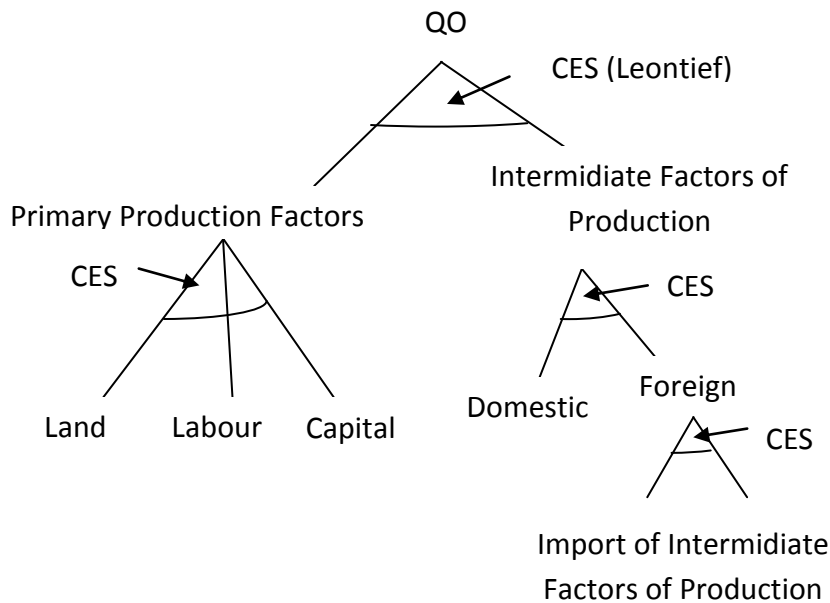 QO
CES (Leontief)
Intermidiate Factors of
Production
Primary Production Factors
CES
CES
Domestic
Foreign
Land
Labour
Capital
CES
Import of Intermidiate
Factors of Production